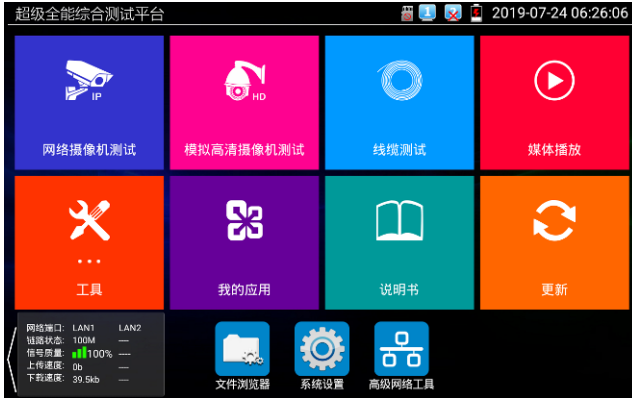 超级全能综合测试平台 1 2 2019-07-24 06:26:06
IP HD
网络摄像机测试 模拟高清摄像机测试 线缆测试 媒体播放
工具 我的应用 说明书 更新
网络端口: LAN1 LAN2
链路状态: 100M —
信号质量: 100% ----
上传速度: 0b —
下载速度: 39.5kb —
文件浏览器 系统设置 高级网络工具